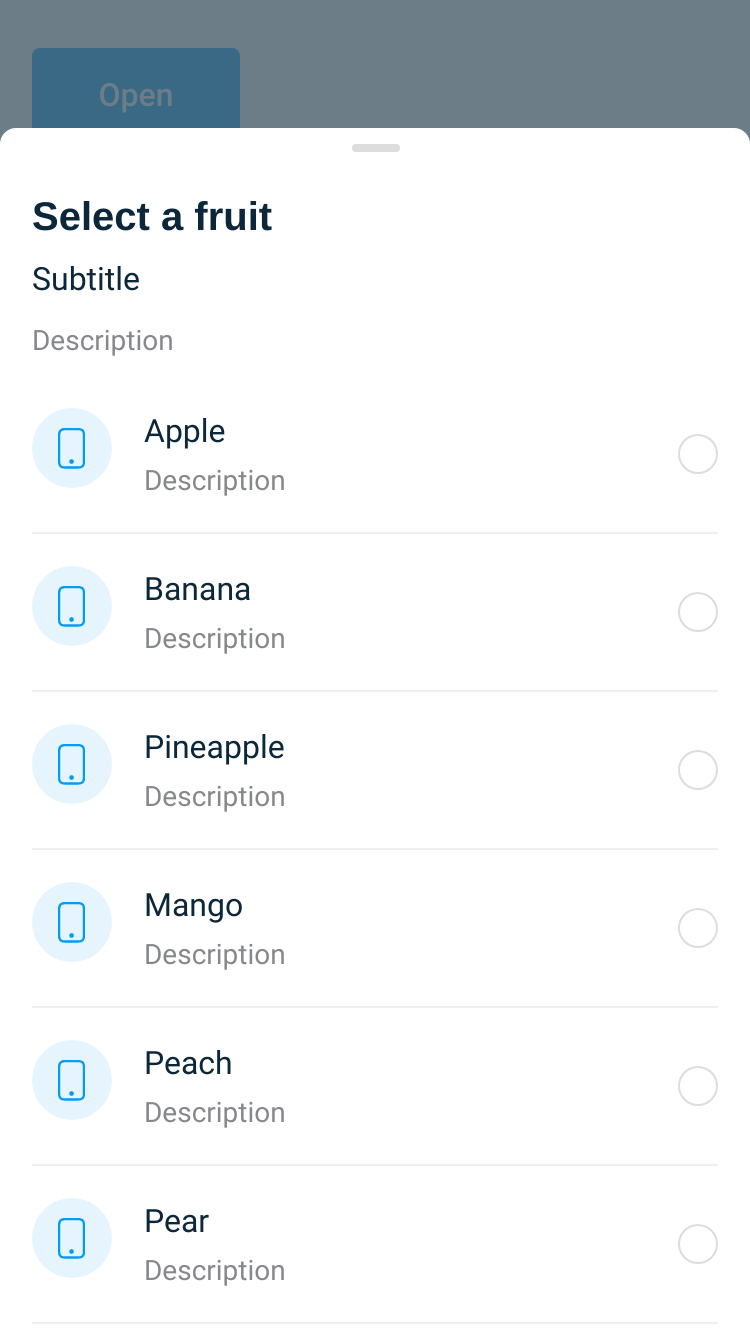 Open
Select a fruit
Subtitle
Description
Apple
Description
Banana
Description
Pineapple
Description
Mango
Description
Peach
Description
Pear
Description